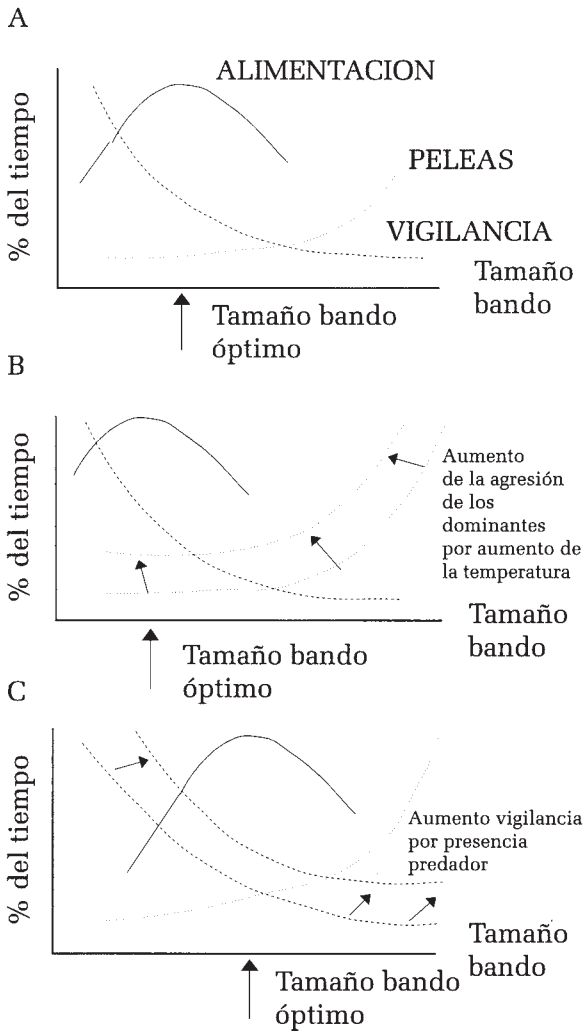 A
ALIMENTACION
% del tiempo
PELEAS
VIGILANCIA
Tamaño
bando
Tamaño bando
óptimo
B
% del tiempo
Aumento
de la agresión
de los
dominantes
por aumento de
la temperatura
Tamaño
bando
Tamaño bando
óptimo
C
% del tiempo
Aumento vigilancia
por presencia
predador
Tamaño
bando
Tamaño bando
óptimo